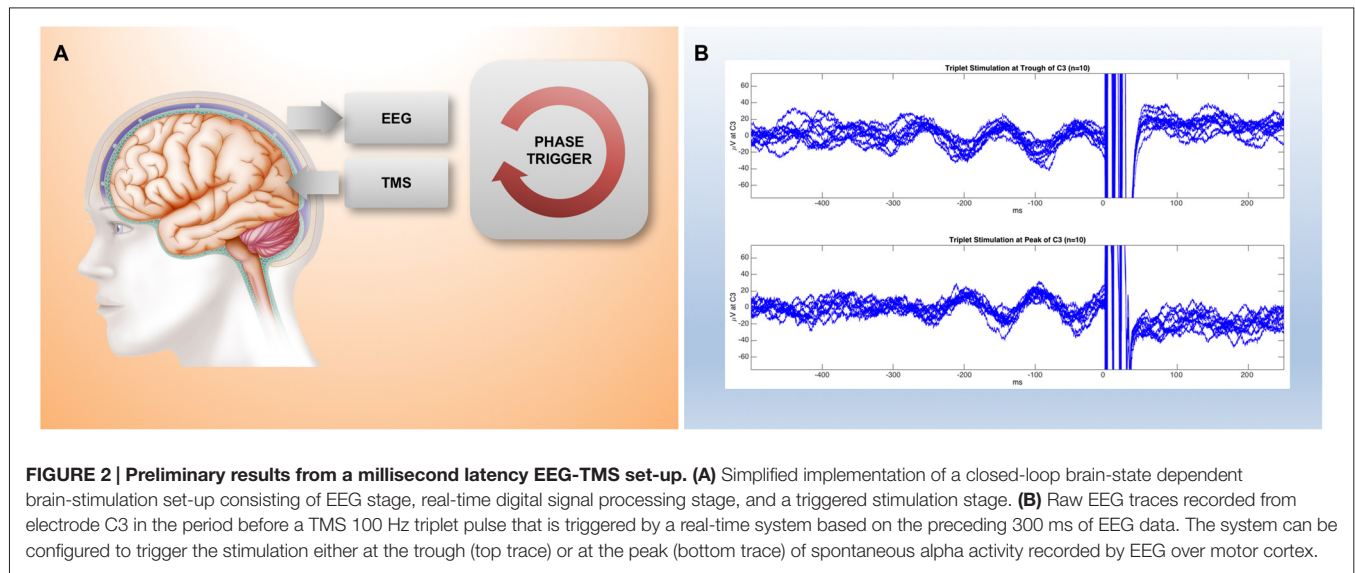 A
EEG
TMS
PHASE
TRIGGER
B
Triplet Stimulation at Trough of C3 (n=10)
60
40
20
0
-20
-40
-60
µV at C3
-400 -300 -200 -100 0 100 200
ms
Triplet Stimulation at Peak of C3 (n=10)
60
40
20
0
-20
-40
-60
µV at C3
-400 -300 -200 -100 0 100 200
ms
FIGURE 2 | Preliminary results from a millisecond latency EEG-TMS set-up. (A) Simplified implementation of a closed-loop brain-state dependent
brain-stimulation set-up consisting of EEG stage, real-time digital signal processing stage, and a triggered stimulation stage. (B) Raw EEG traces recorded from
electrode C3 in the period before a TMS 100 Hz triplet pulse that is triggered by a real-time system based on the preceding 300 ms of EEG data. The system can be
configured to trigger the stimulation either at the trough (top trace) or at the peak (bottom trace) of spontaneous alpha activity recorded by EEG over motor cortex.